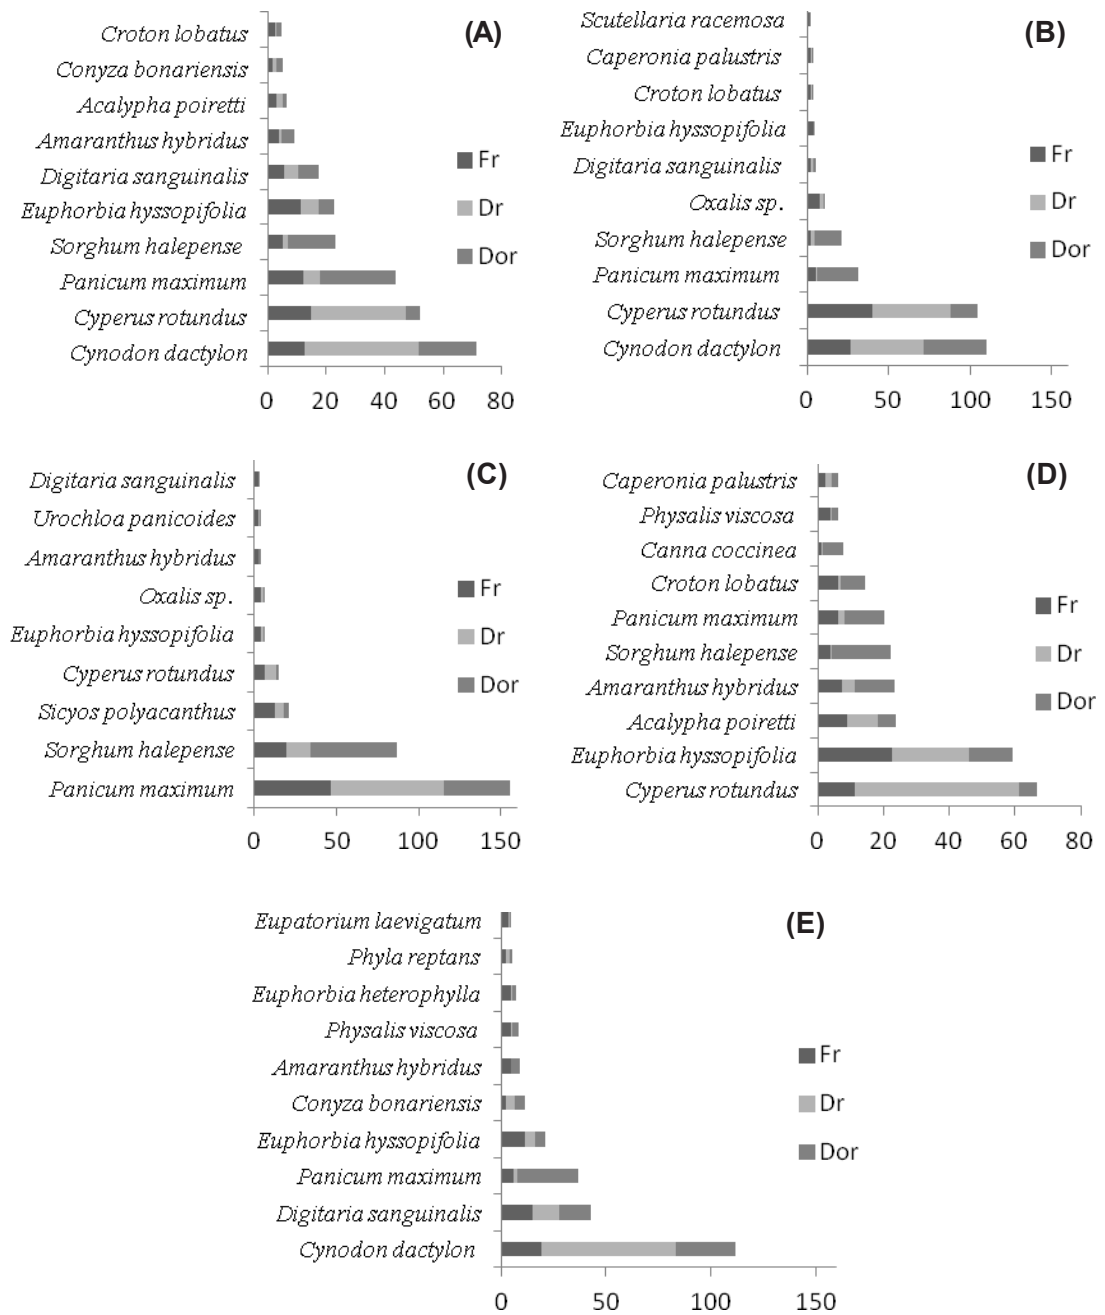 (A)
Croton lobatus
Conyza bonariensis
Acalypha poiretti
Amaranthus hybridus
Digitaria sanguinalis
Euphorbia hyssopifolia
Sorghum halepense
Panicum maximum
Cyperus rotundus
Cynodon dactylon
Fr
Dr
Dor
0 20 40 60 80
(B)
Scutellaria racemosa
Caperonia palustris
Croton lobatus
Euphorbia hyssopifolia
Digitaria sanguinalis
Oxalis sp.
Sorghum halepense
Panicum maximum
Cyperus rotundus
Cynodon dactylon
Fr
Dr
Dor
0 50 100 150
(C)
Digitaria sanguinalis
Urochloa panicoides
Amaranthus hybridus
Oxalis sp.
Euphorbia hyssopifolia
Cyperus rotundus
Sicyos polyacanthus
Sorghum halepense
Panicum maximum
Fr
Dr
Dor
0 50 100 150
(D)
Caperonia palustris
Physalis viscosa
Canna coccinea
Croton lobatus
Panicum maximum
Sorghum halepense
Amaranthus hybridus
Acalypha poiretti
Euphorbia hyssopifolia
Cyperus rotundus
Fr
Dr
Dor
0 20 40 60 80
(E)
Eupatorium laevigatum
Phyla reptans
Euphorbia heterophylla
Physalis viscosa
Amaranthus hybridus
Conyza bonariensis
Euphorbia hyssopifolia
Panicum maximum
Digitaria sanguinalis
Cynodon dactylon
Fr
Dr
Dor
0 50 100 150